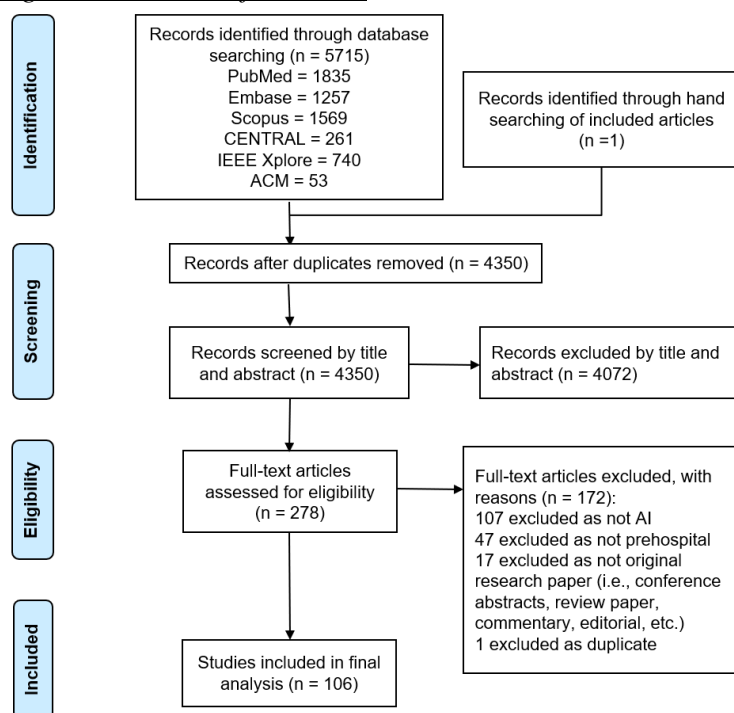 Identification
Records identified through database
searching (n = 5715)
PubMed = 1835
Embase = 1257
Scopus = 1569
CENTRAL = 261
IEEE Xplore = 740
ACM = 53
Records identified through hand
searching of included articles
(n =1)
Screening
Records after duplicates removed (n = 4350)
Records screened by title
and abstract (n = 4350)
Records excluded by title and
abstract (n = 4072)
Eligibility
Full-text articles
assessed for eligibility
(n = 278)
Full-text articles excluded, with
reasons (n = 172):
107 excluded as not AI
47 excluded as not prehospital
17 excluded as not original
research paper (i.e., conference
abstracts, review paper,
commentary, editorial, etc.)
1 excluded as duplicate
Included
Studies included in final
analysis (n = 106)